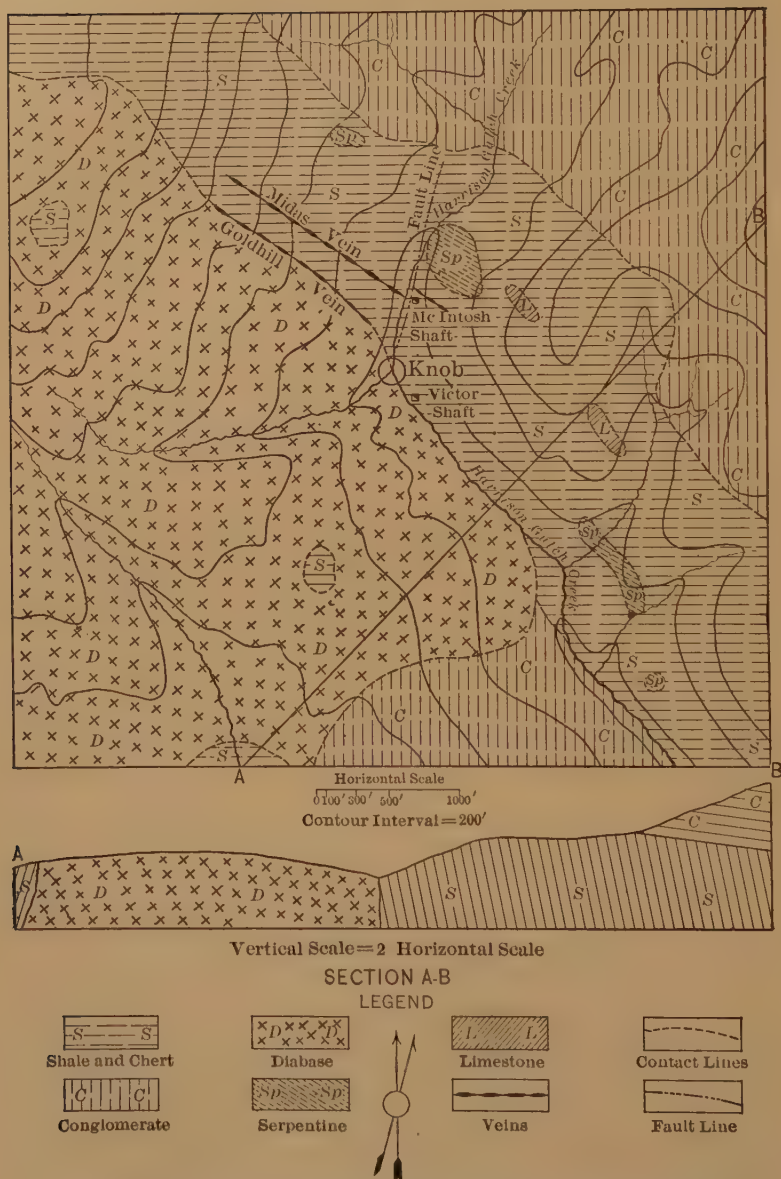 C
C
C
C
Sp
S
S
D
Harrison Gulch Creek
Fault Line
Midas Vein
Goldhill Vein
S
Sp
S
B
D
D
Mc Intosh
Shaft
Knob
Victor
Shaft
C
S
D
S
Harrison Gulch
Creek
D
D
S
S
C
Sp
D
Sp
D
D
S
C
Sp
D
C
S
S
A
B
Horizontal Scale
0 100' 300' 500' 1000'
Contour Interval=200'
A
C
C
S
D
D
S
S
S
Vertical Scale=2 Horizontal Scale
SECTION A-B
LEGEND
S S
D D
L L
Shale and Chert
Diabase
Limestone
Contact Lines
C C
Sp Sp
Conglomerate
Serpentine
Veins
Fault Line